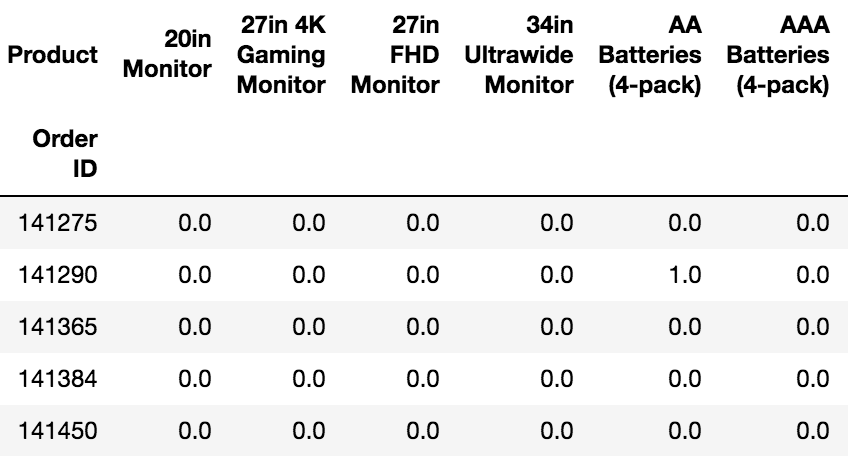 Product 20in Monitor 27in 4K Gaming Monitor 27in FHD Monitor 34in Ultrawide Monitor AA Batteries (4-pack) AAA Batteries (4-pack)
Order ID
141275 0.0 0.0 0.0 0.0 0.0 0.0
141290 0.0 0.0 0.0 0.0 1.0 0.0
141365 0.0 0.0 0.0 0.0 0.0 0.0
141384 0.0 0.0 0.0 0.0 0.0 0.0
141450 0.0 0.0 0.0 0.0 0.0 0.0